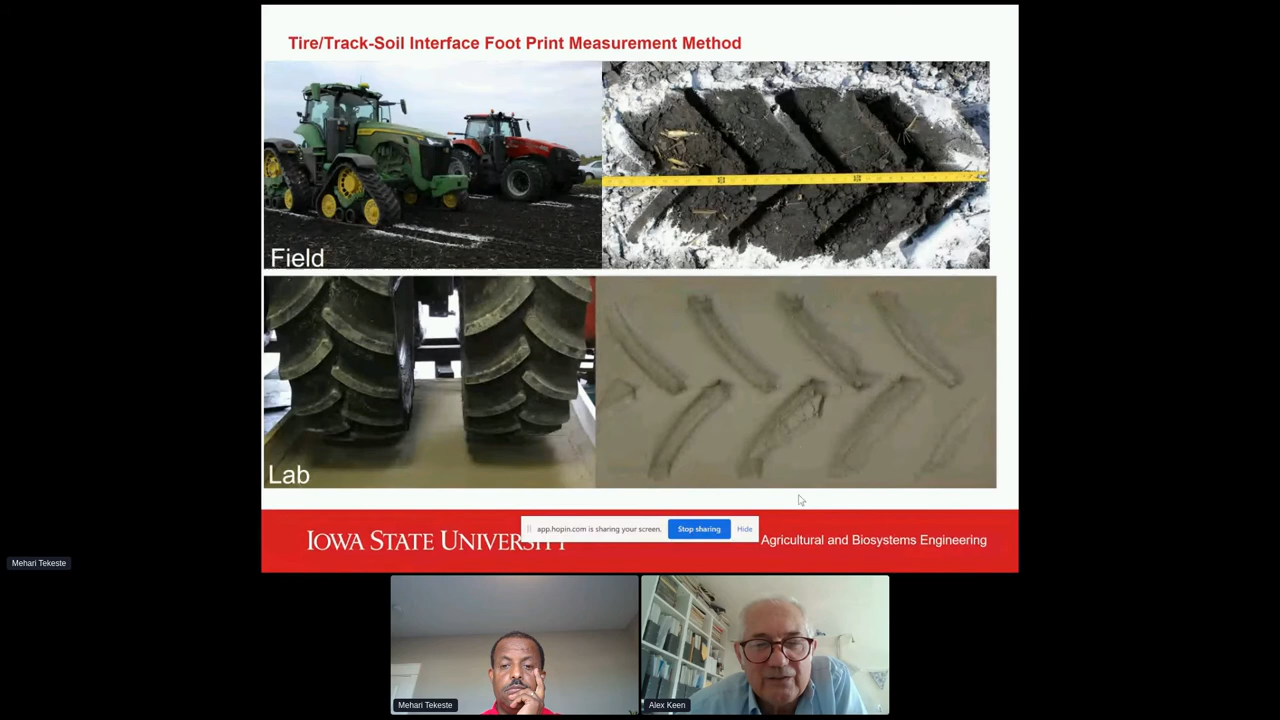 Tire/Track-Soil Interface Foot Print Measurement Method
Field
Lab
app.hopin.com is sharing your screen.
Stop sharing
Hide
IOWA STATE UNIVERSITY
Agricultural and Biosystems Engineering
Mehari Tekeste
Mehari Tekeste
Alex Keen